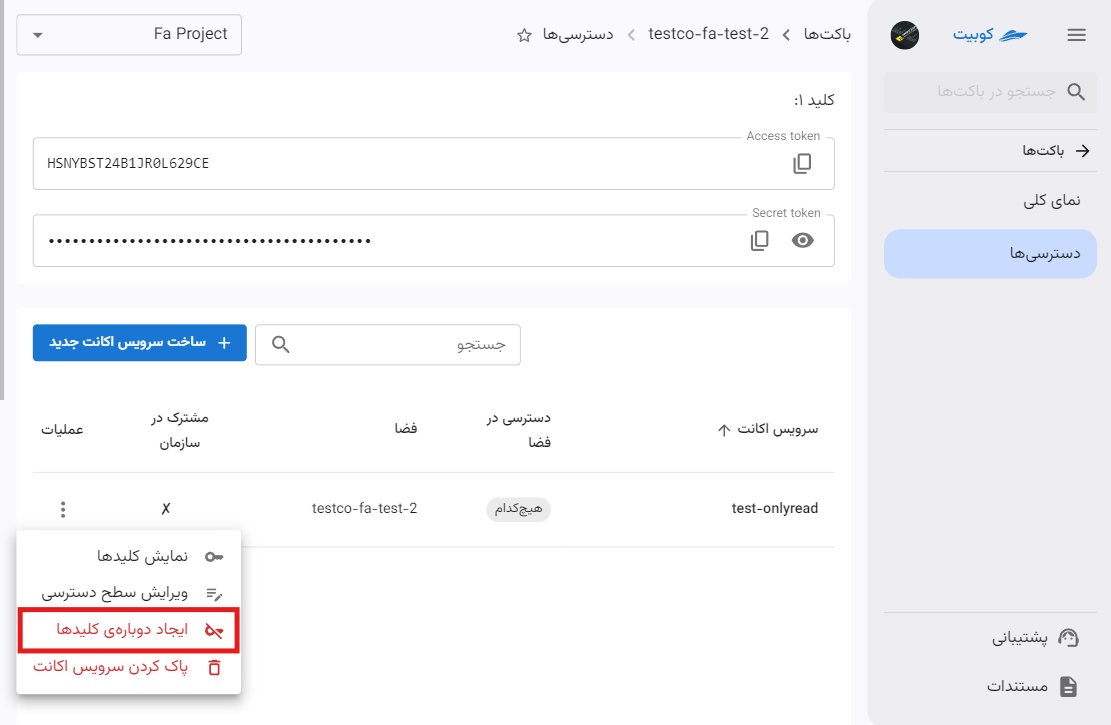 کوبیت
جستجو در باکت‌ها
باکت‌ها
نمای کلی
دسترسی‌ها
پشتیبانی
مستندات
باکت‌ها > testco-fa-test-2 > دسترسی‌ها
Fa Project
کلید ۱:
Access token
HSNYBST24B1JR0L629CE
Secret token
••••••••••••••••••••••••••••••••••••••••
جستجو
+ ساخت سرویس اکانت جدید
سرویس اکانت ↑ دسترسی در فضا فضا مشترک در سازمان عملیات
test-onlyread هیچ‌کدام testco-fa-test-2 ✗
نمایش کلیدها
ویرایش سطح دسترسی
ایجاد دوباره‌ی کلیدها
پاک کردن سرویس اکانت